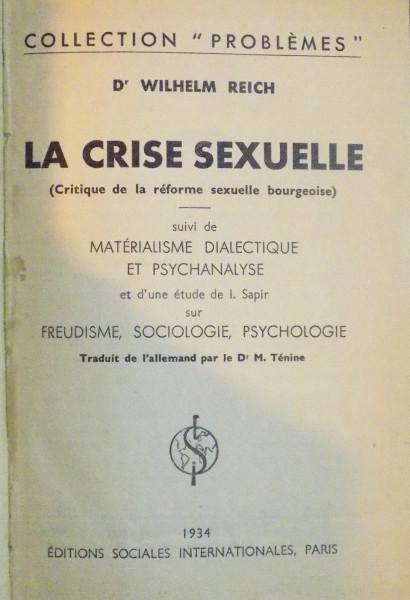 COLLECTION " PROBLÈMES "
Dr WILHELM REICH
LA CRISE SEXUELLE
(Critique de la réforme sexuelle bourgeoise)
suivi de
MATÉRIALISME DIALECTIQUE
ET PSYCHANALYSE
et d'une étude de I. Sapir
sur
FREUDISME, SOCIOLOGIE, PSYCHOLOGIE
Traduit de l'allemand par le Dr M. Ténine
1934
ÉDITIONS SOCIALES INTERNATIONALES, PARIS